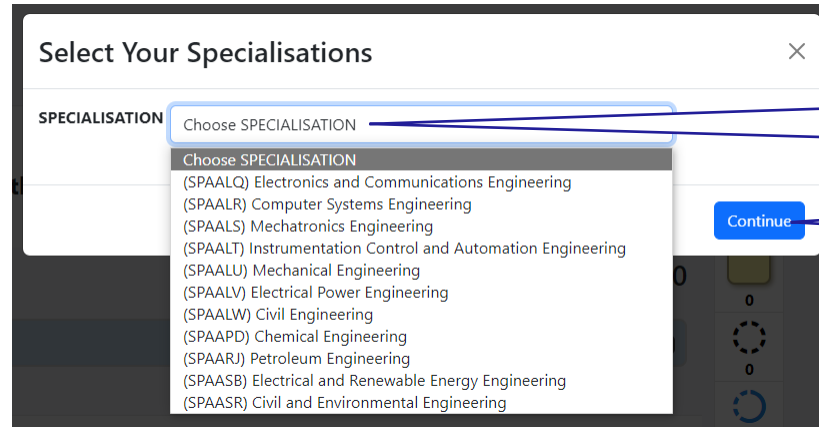 Select Your Specialisations
SPECIALISATION
Choose SPECIALISATION
Choose SPECIALISATION
(SPAALQ) Electronics and Communications Engineering
(SPAALR) Computer Systems Engineering
(SPAALS) Mechatronics Engineering
(SPAALT) Instrumentation Control and Automation Engineering
(SPAALU) Mechanical Engineering
(SPAALV) Electrical Power Engineering
(SPAALW) Civil Engineering
(SPAAPD) Chemical Engineering
(SPAARJ) Petroleum Engineering
(SPAASB) Electrical and Renewable Energy Engineering
(SPAASR) Civil and Environmental Engineering
Continue
0
0
0